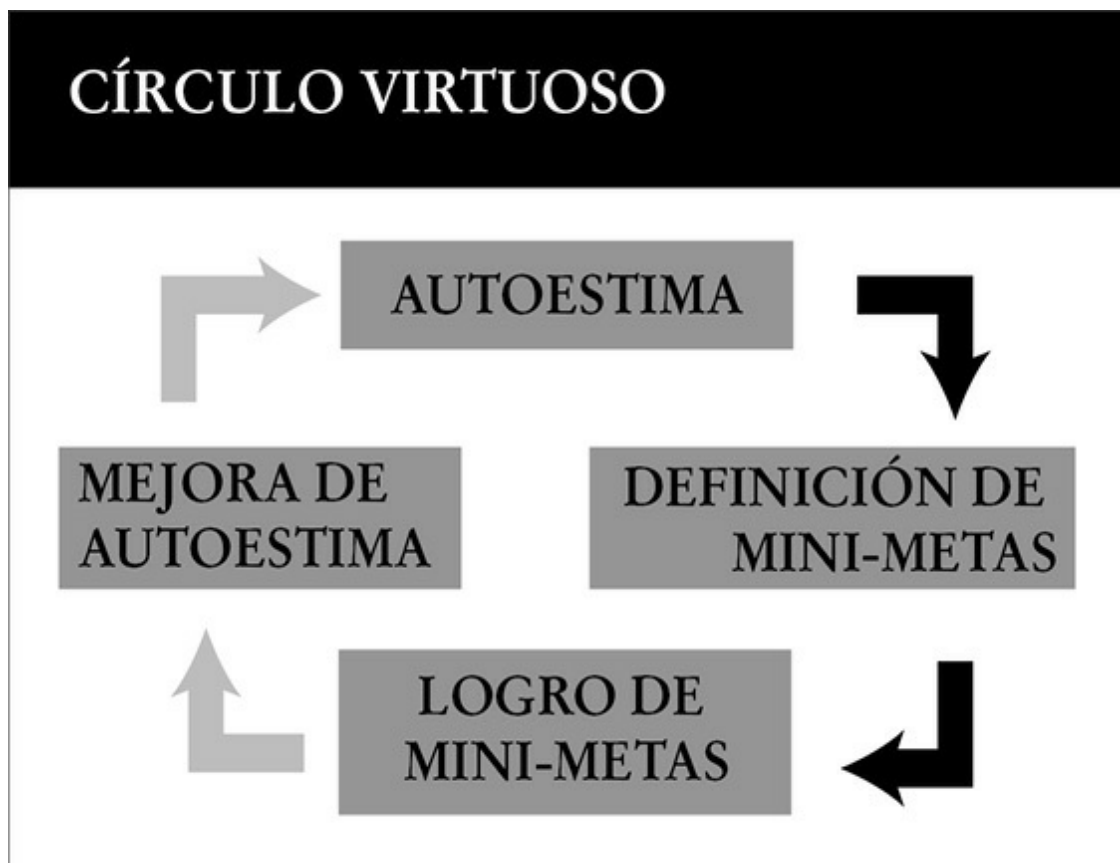 CÍRCULO VIRTUOSO
AUTOESTIMA
DEFINICIÓN DE
MINI-METAS
LOGRO DE
MINI-METAS
MEJORA DE
AUTOESTIMA